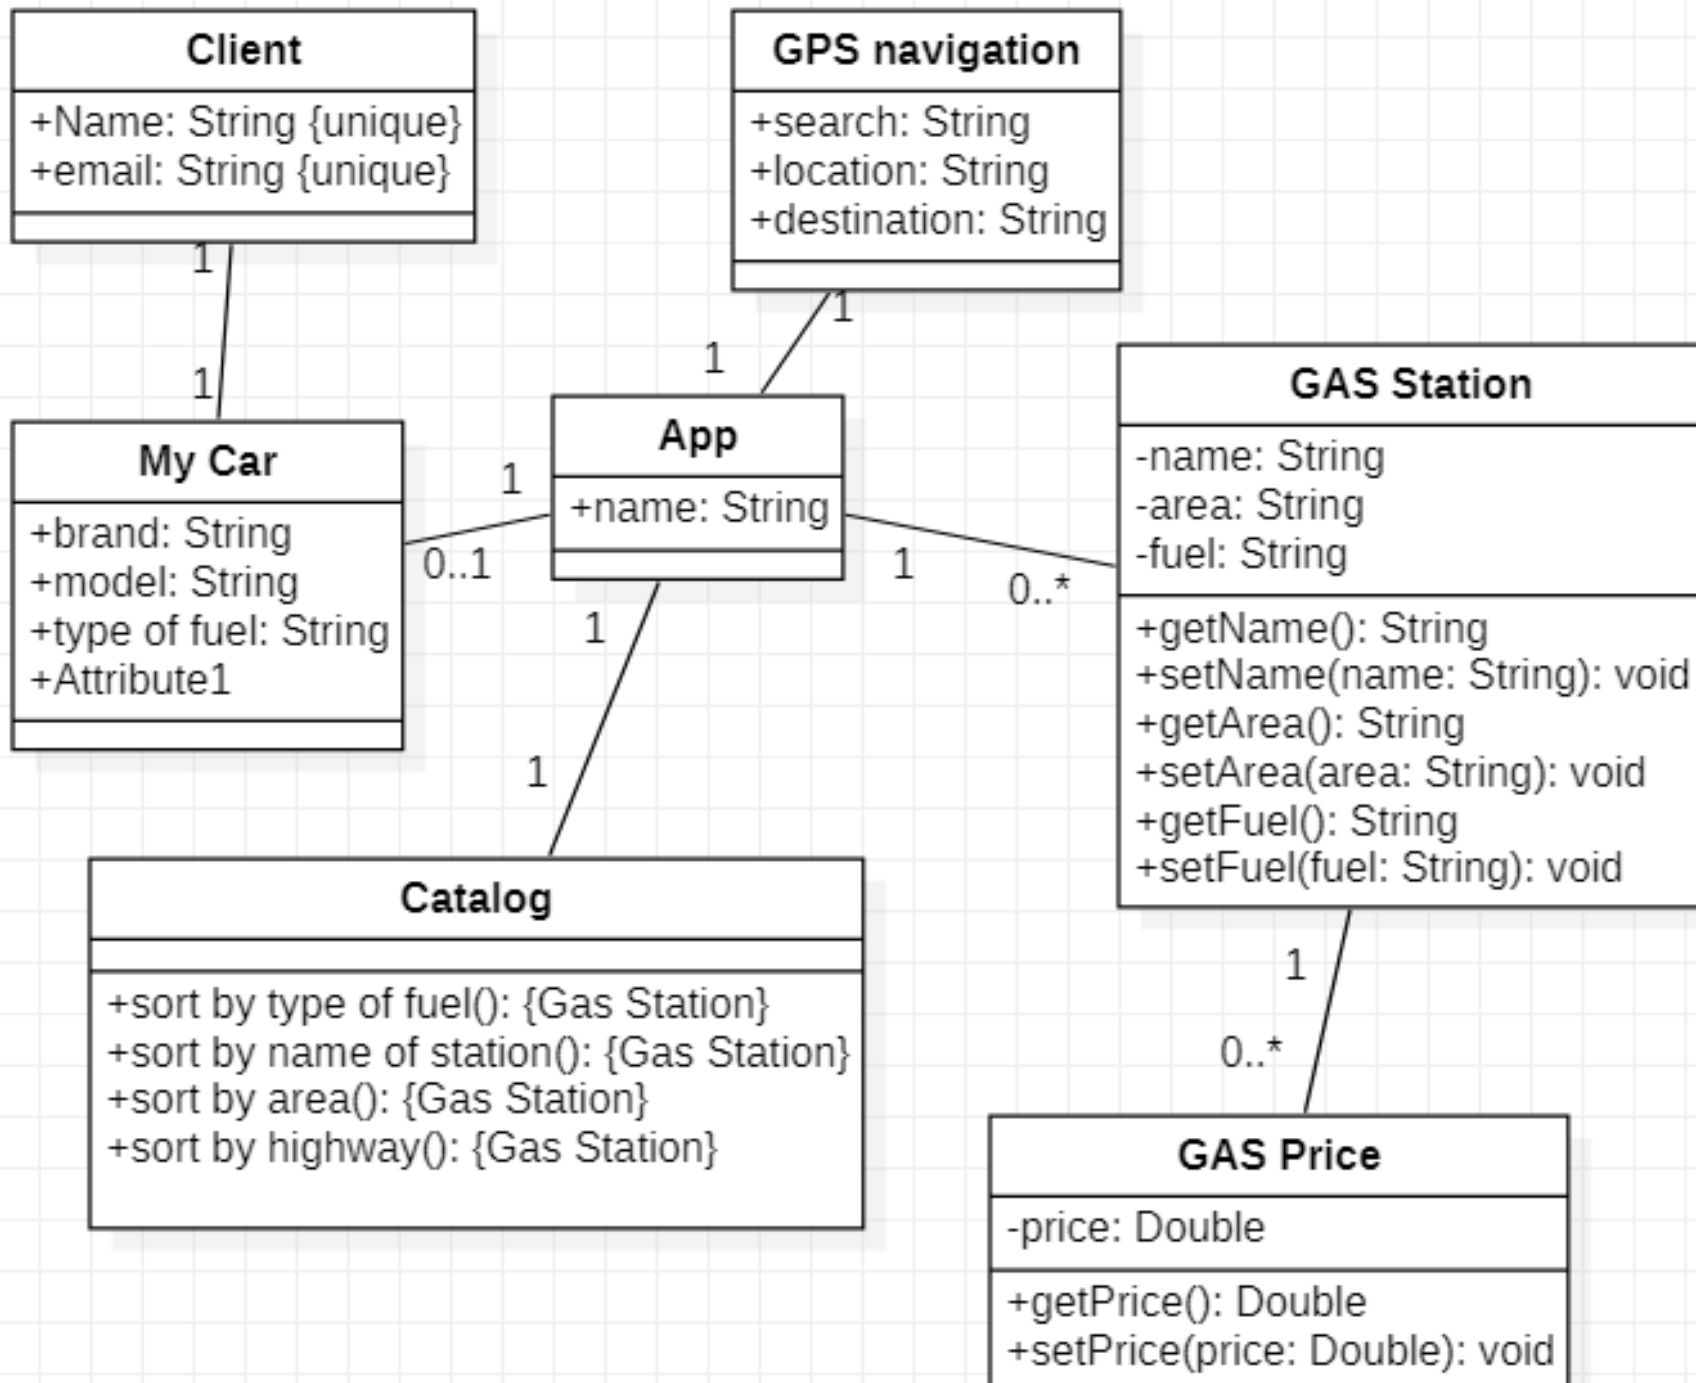 Client
+Name: String {unique}
+email: String {unique}
1
1
GPS navigation
+search: String
+location: String
+destination: String
1
1
My Car
+brand: String
+model: String
+type of fuel: String
+Attribute1
1
0..1
App
+name: String
1
0..*
1
1
GAS Station
-name: String
-area: String
-fuel: String
+getName(): String
+setName(name: String): void
+getArea(): String
+setArea(area: String): void
+getFuel(): String
+setFuel(fuel: String): void
1
0..*
Catalog
+sort by type of fuel(): {Gas Station}
+sort by name of station(): {Gas Station}
+sort by area(): {Gas Station}
+sort by highway(): {Gas Station}
GAS Price
-price: Double
+getPrice(): Double
+setPrice(price: Double): void